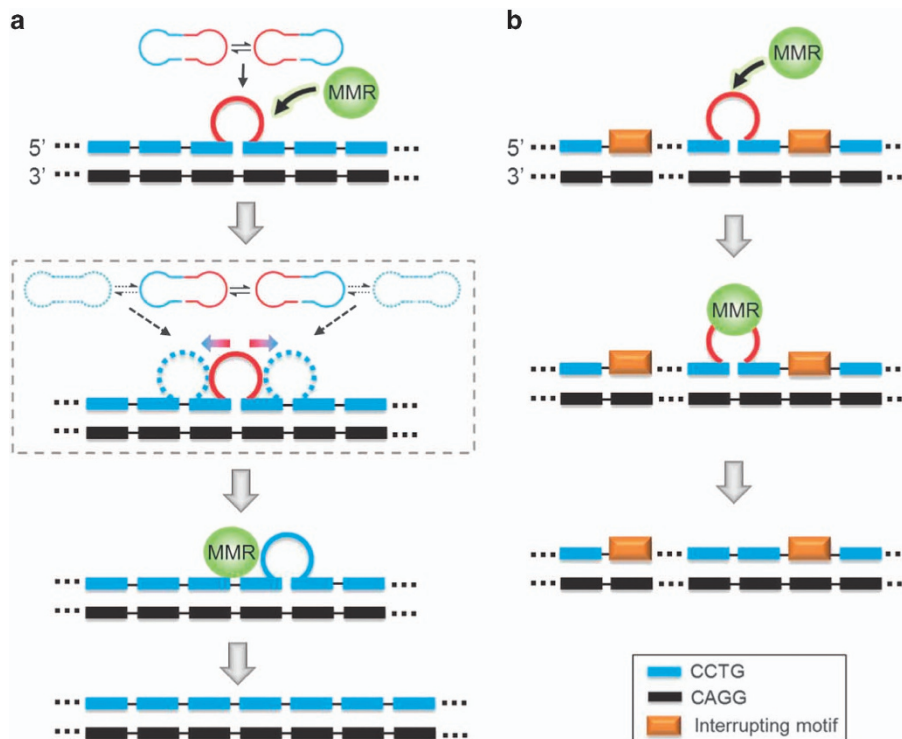 a
MMR
5'
3'
MMR
b
MMR
5'
3'
MMR
CCTG
CAGG
Interrupting motif